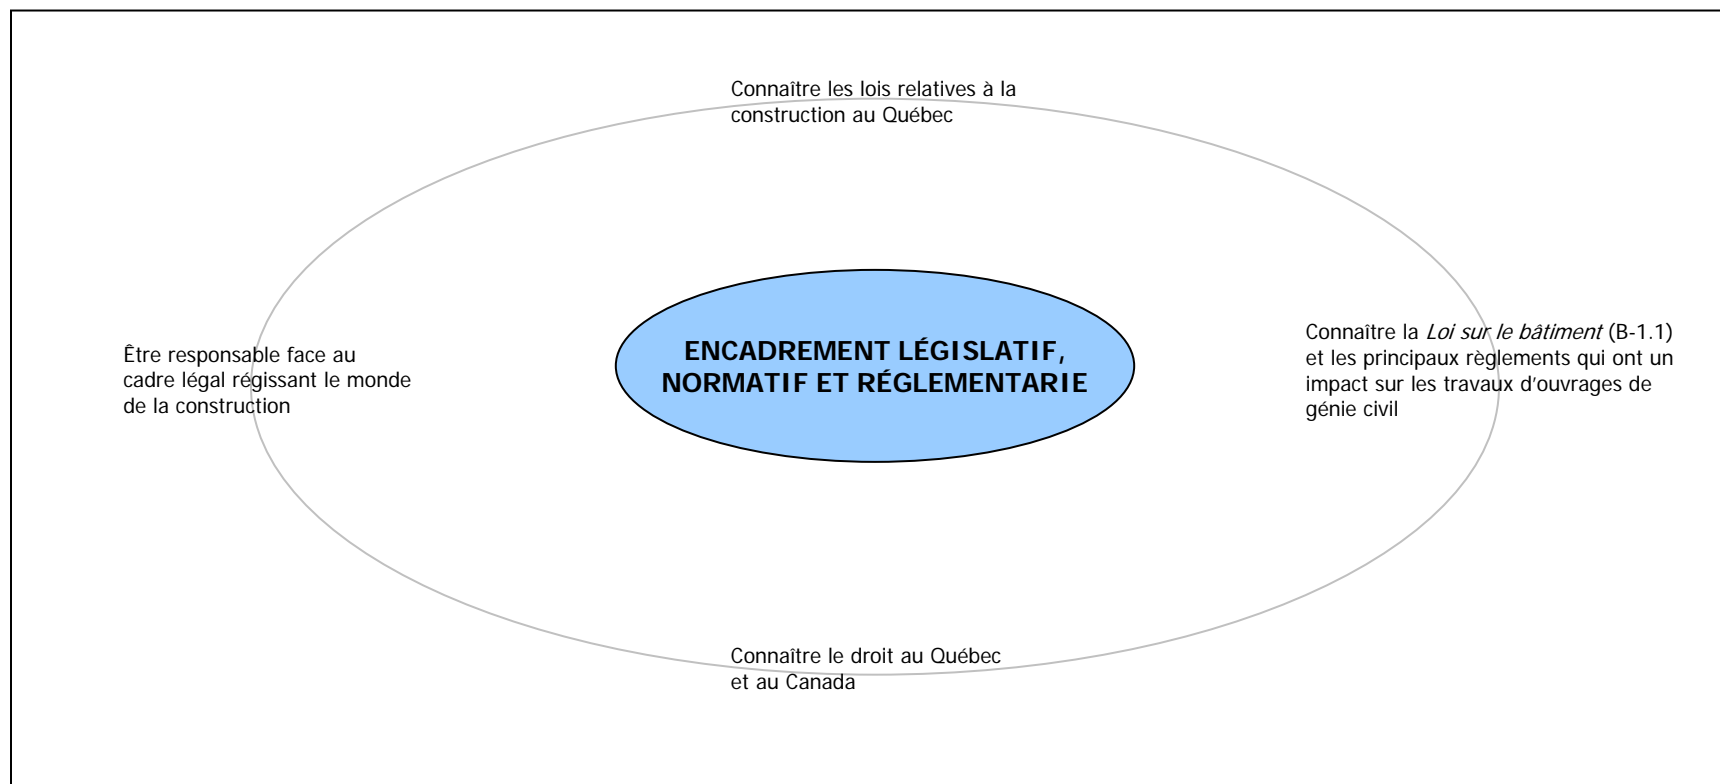 Connaître les lois relatives à la
construction au Québec
ENCADREMENT LÉGISLATIF,
NORMATIF ET RÉGLEMENTARIE
Être responsable face au
cadre légal régissant le monde
de la construction
Connaître la Loi sur le bâtiment (B-1.1)
et les principaux règlements qui ont un
impact sur les travaux d'ouvrages de
génie civil
Connaître le droit au Québec
et au Canada